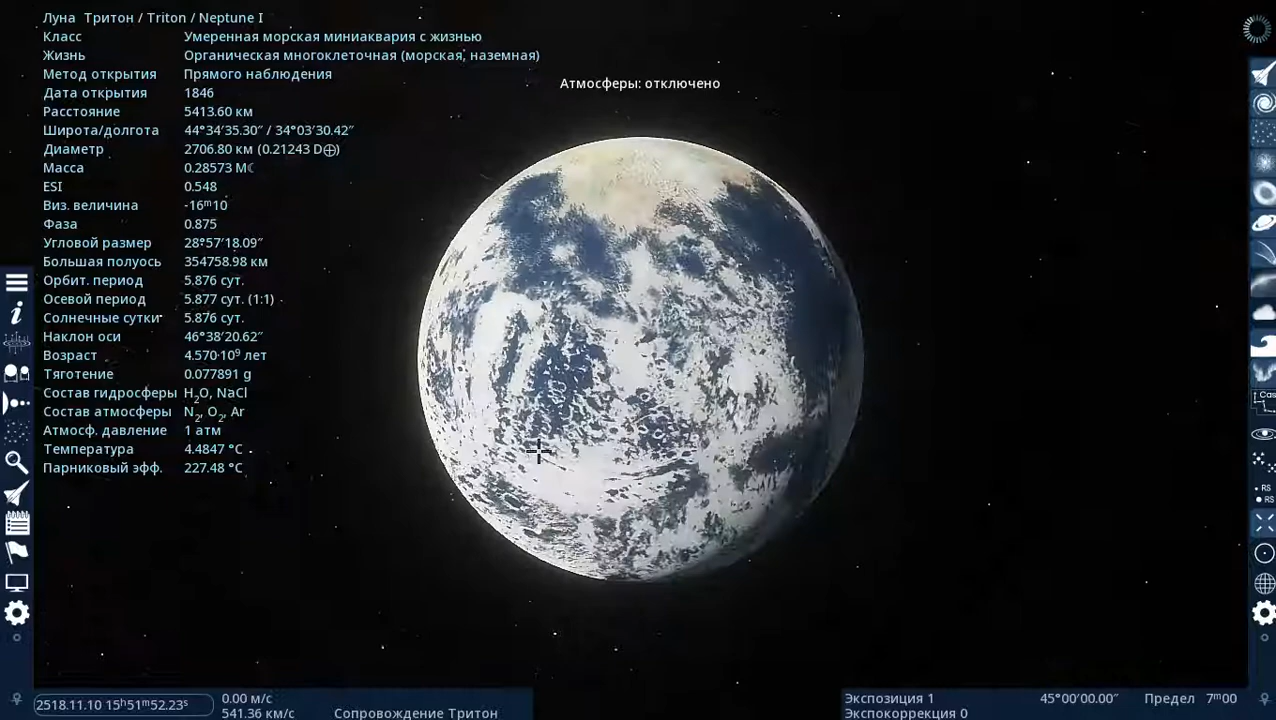 Луна Тритон / Triton / Neptune I
Класс Умеренная морская миниаквария с жизнью
Жизнь Органическая многоклеточная (морская, наземная)
Метод открытия Прямого наблюдения
Атмосферы: отключено
Дата открытия 1846
Расстояние 5413.60 км
Широта/долгота 44°34′35.30″ / 34°03′30.42″
Диаметр 2706.80 км (0.21243 D⊕)
Масса 0.28573 M☾
ESI 0.548
Виз. величина -16ᵐ10
Фаза 0.875
Угловой размер 28°57′18.09″
Большая полуось 354758.98 км
Орбит. период 5.876 сут.
Осевой период 5.877 сут. (1:1)
Солнечные сутки 5.876 сут.
Наклон оси 46°38′20.62″
Возраст 4.570·10⁹ лет
Тяготение 0.077891 g
Состав гидросферы H₂O, NaCl
Состав атмосферы N₂, O₂, Ar
Атмосф. давление 1 атм
Температура 4.4847 °C
Парниковый эфф. 227.48 °C
Cas
RS
RS
2518.11.10 15ʰ51ᵐ52.23ˢ
0.00 м/с
541.36 км/с Сопровождение Тритон
Экспозиция 1 45°00′00.00″ Предел 7ᵐ00
Экспокоррекция 0